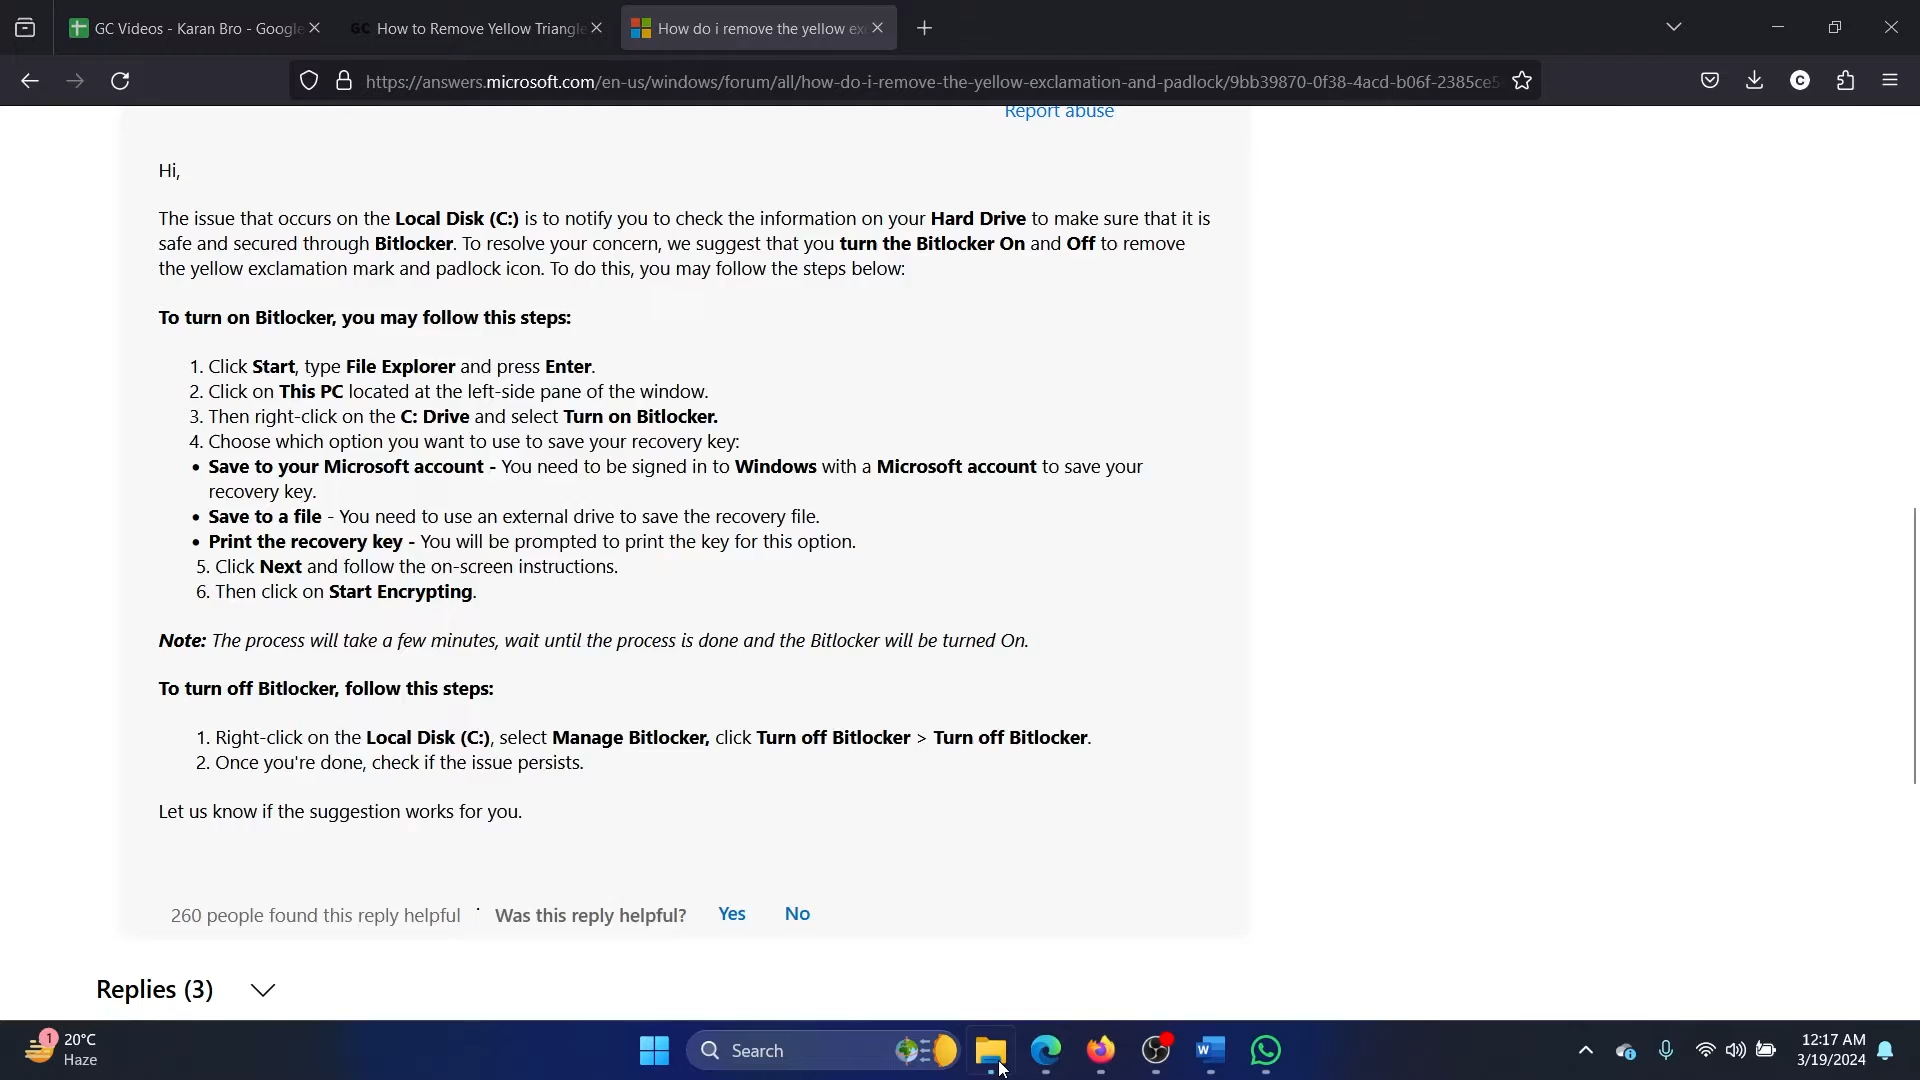 GC Videos - Karan Bro - Google
GC How to Remove Yellow Triangle
How do i remove the yellow ex
https://answers.microsoft.com/en-us/windows/forum/all/how-do-i-remove-the-yellow-exclamation-and-padlock/9bb39870-0f38-4acd-b06f-2385ce5
C
Report abuse
Hi,
The issue that occurs on the Local Disk (C:) is to notify you to check the information on your Hard Drive to make sure that it is
safe and secured through Bitlocker. To resolve your concern, we suggest that you turn the Bitlocker On and Off to remove
the yellow exclamation mark and padlock icon. To do this, you may follow the steps below:
To turn on Bitlocker, you may follow this steps:
1. Click Start, type File Explorer and press Enter.
2. Click on This PC located at the left-side pane of the window.
3. Then right-click on the C: Drive and select Turn on Bitlocker.
4. Choose which option you want to use to save your recovery key:
• Save to your Microsoft account - You need to be signed in to Windows with a Microsoft account to save your
recovery key.
• Save to a file - You need to use an external drive to save the recovery file.
• Print the recovery key - You will be prompted to print the key for this option.
5. Click Next and follow the on-screen instructions.
6. Then click on Start Encrypting.
Note: The process will take a few minutes, wait until the process is done and the Bitlocker will be turned On.
To turn off Bitlocker, follow this steps:
1. Right-click on the Local Disk (C:), select Manage Bitlocker, click Turn off Bitlocker > Turn off Bitlocker.
2. Once you're done, check if the issue persists.
Let us know if the suggestion works for you.
260 people found this reply helpful · Was this reply helpful? Yes No
Replies (3)
1
20°C
Haze
Search
W
12:17 AM
3/19/2024